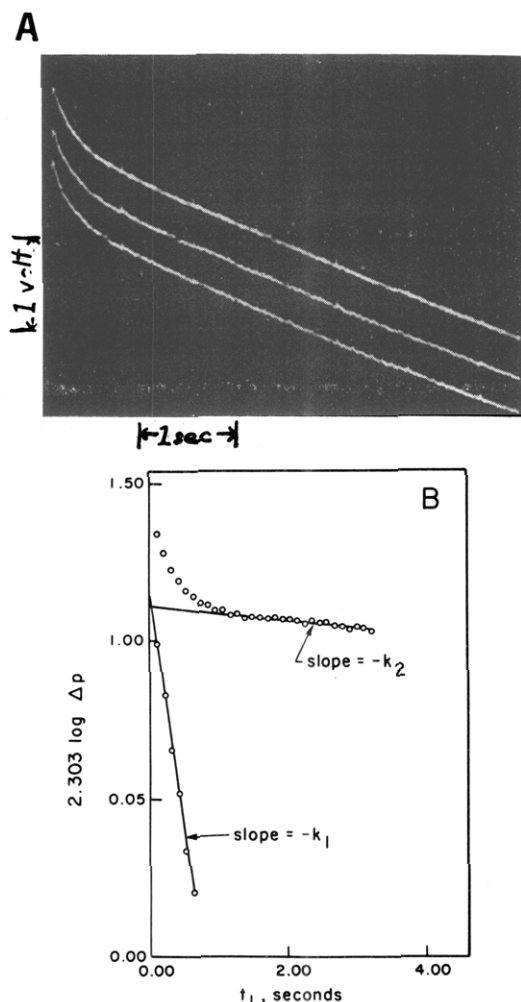 A
1 volt
1 sec
B
1.50
1.00
0.05
0.00
2.303 log Δp
slope = -k₂
slope = -k₁
0.00 2.00 4.00
t₁, seconds